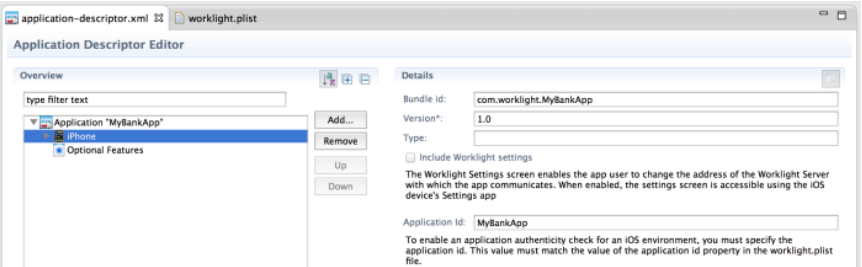 application-descriptor.xml
worklight.plist
Application Descriptor Editor
Overview
type filter text
Application "MyBankApp"
iPhone
Optional Features
Add...
Remove
Up
Down
Details
Bundle id:
com.worklight.MyBankApp
Version*:
1.0
Type:
Include Worklight settings
The Worklight Settings screen enables the app user to change the address of the Worklight Server
with which the app communicates. When enabled, the settings screen is accessible using the iOS
device's Settings app
Application Id:
MyBankApp
To enable an application authenticity check for an iOS environment, you must specify the
application id. This value must match the value of the application id property in the worklight.plist
file.